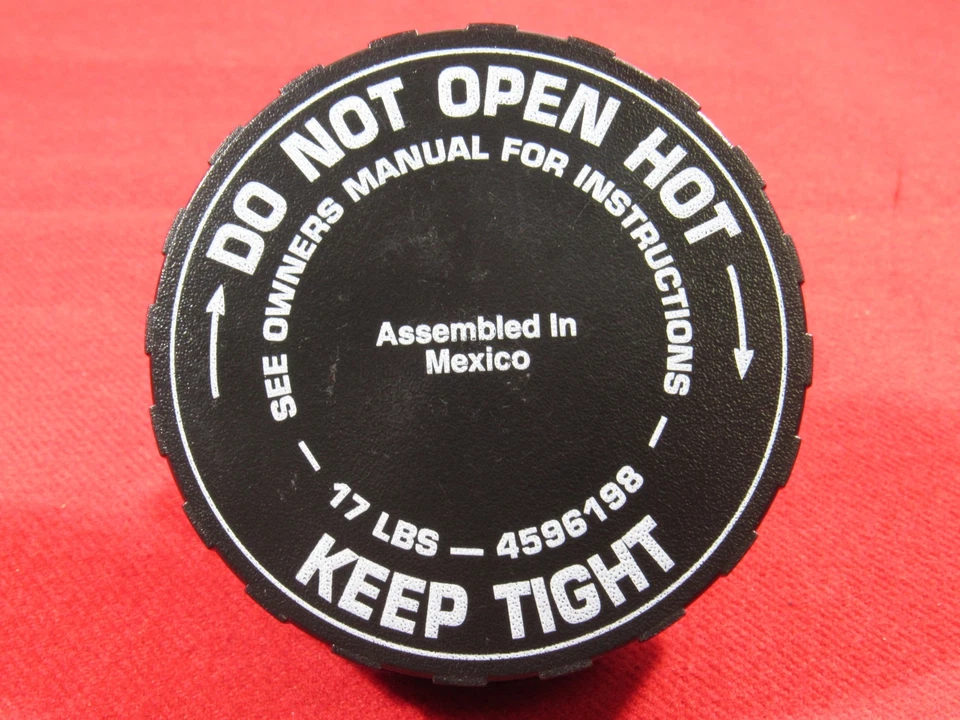 DO NOT OPEN HOT
SEE OWNERS MANUAL FOR INSTRUCTIONS
Assembled In
Mexico
— 17 LBS — 4596198 —
KEEP TIGHT